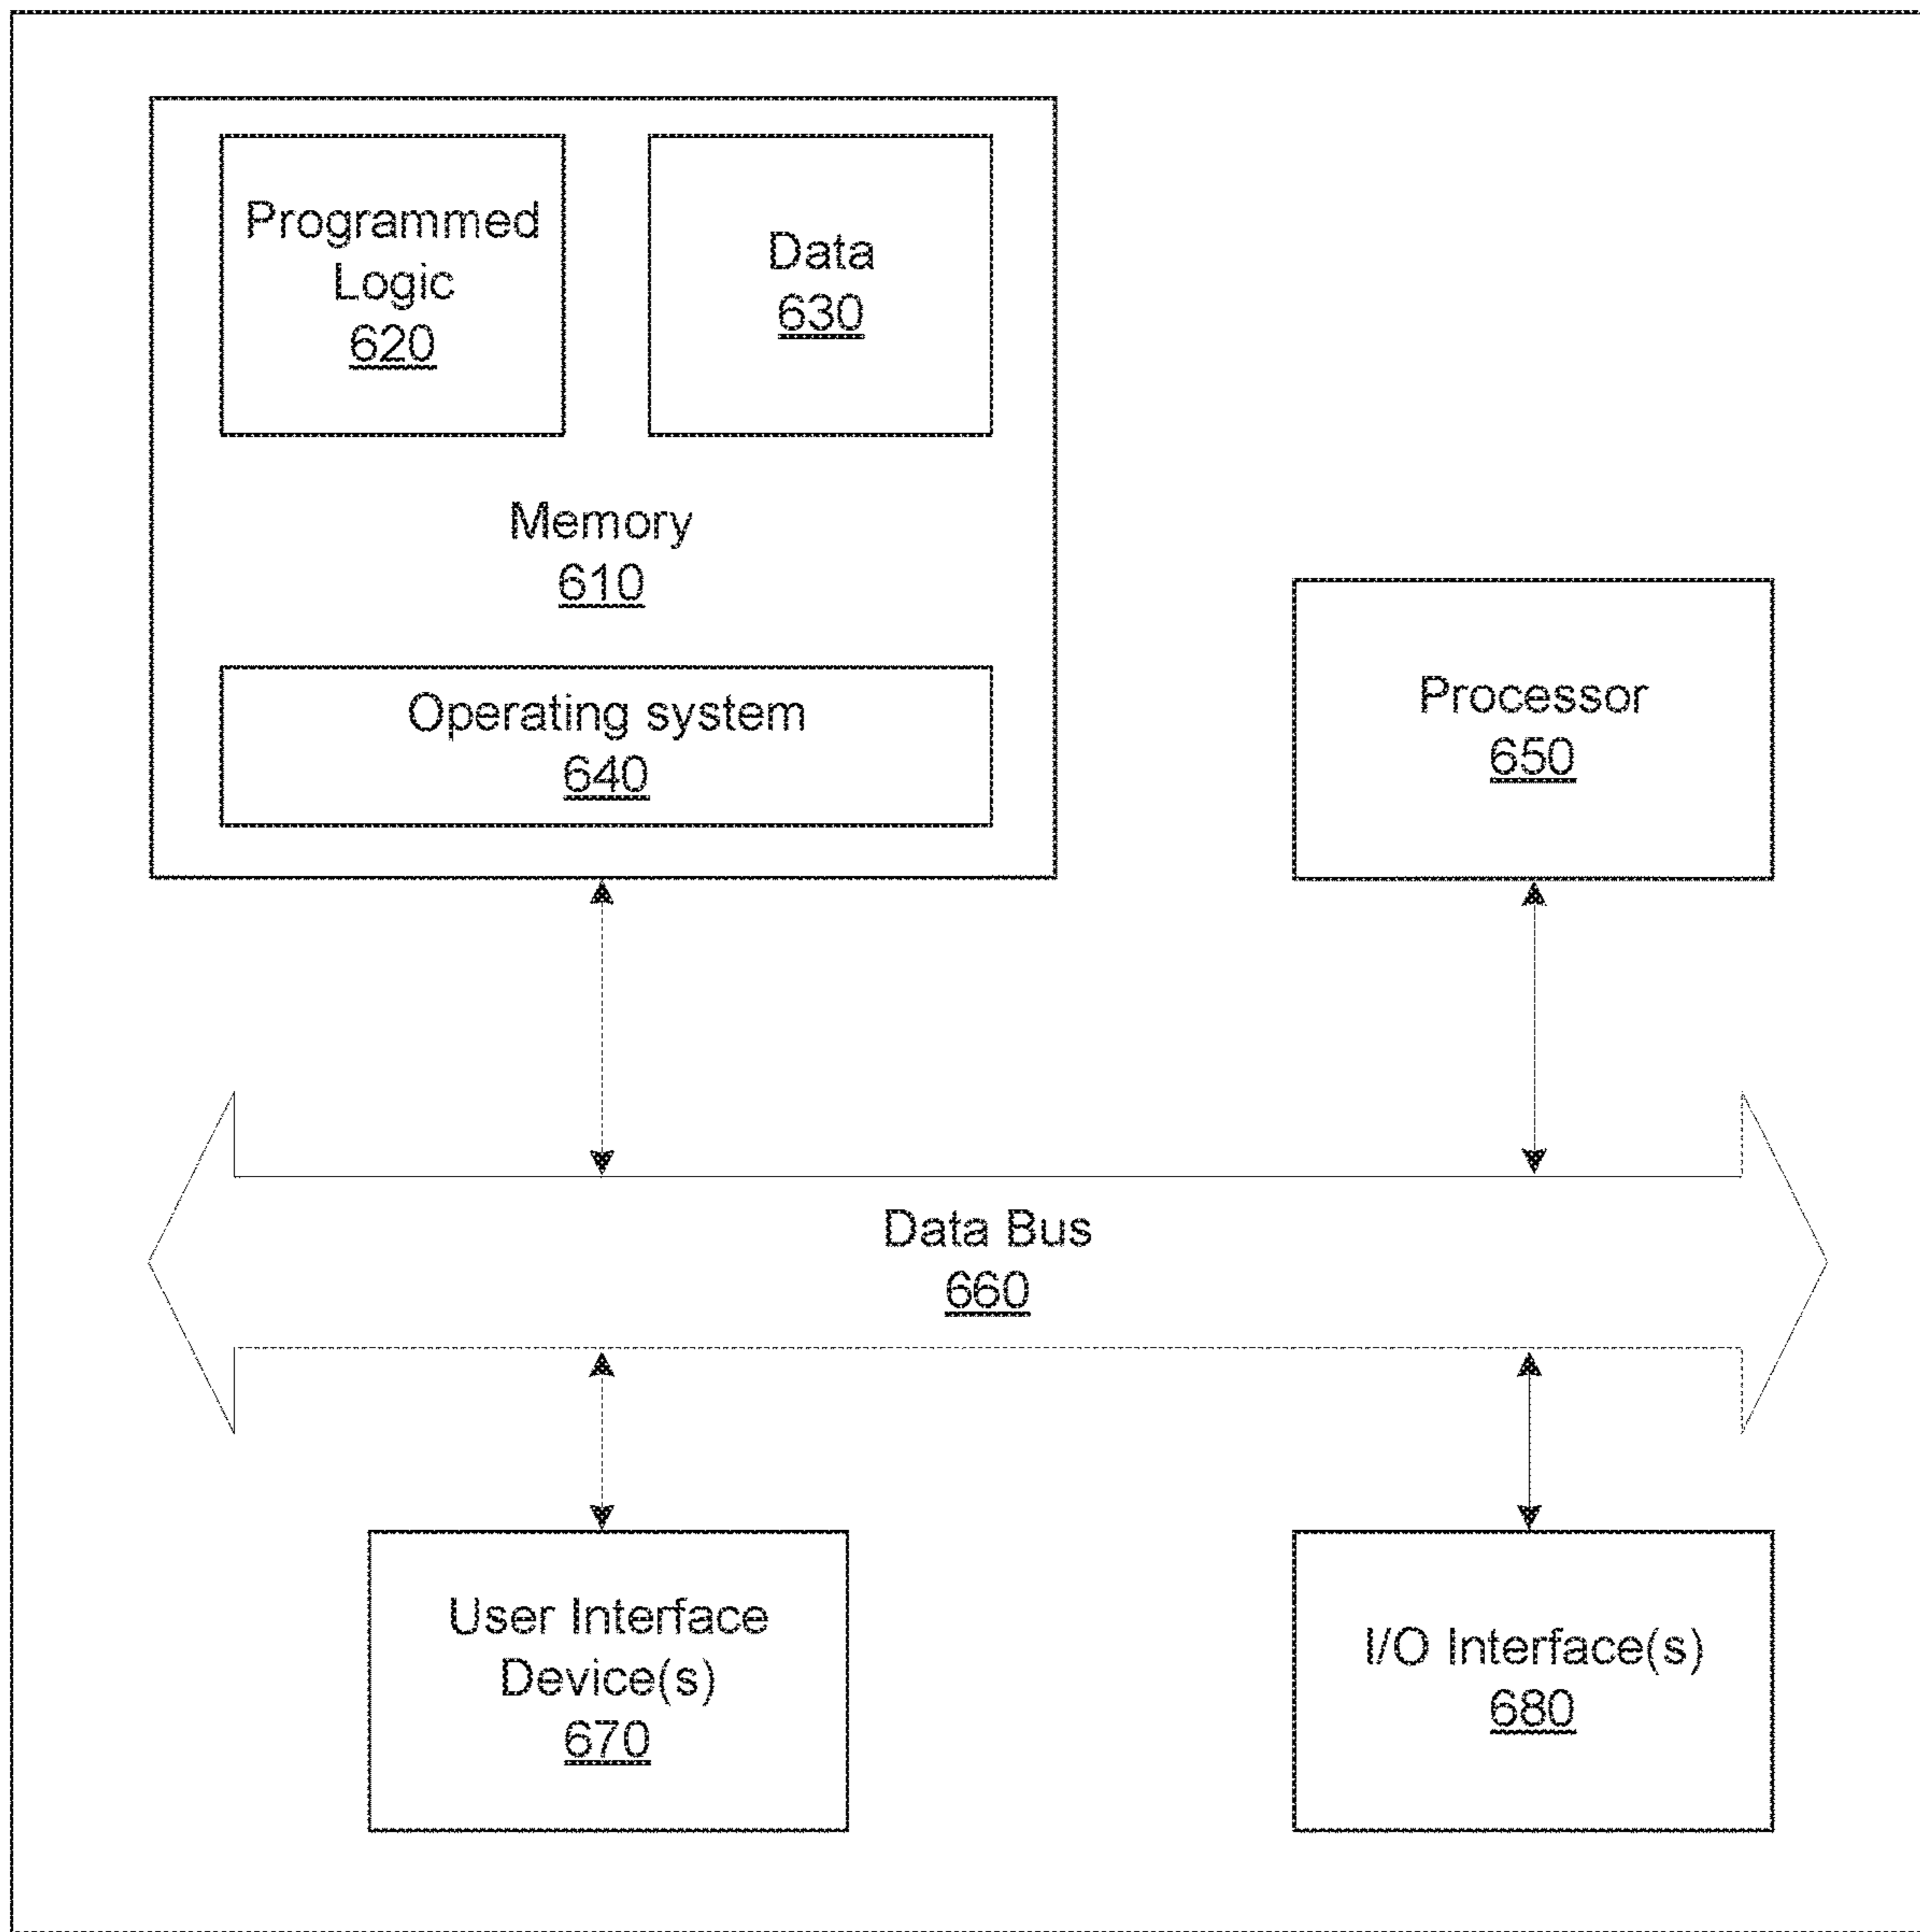 Programmed
Logic
620
Data
630
Memory
610
Operating system
640
Processor
650
Data Bus
660
User Interface
Device(s)
670
I/O Interface(s)
680